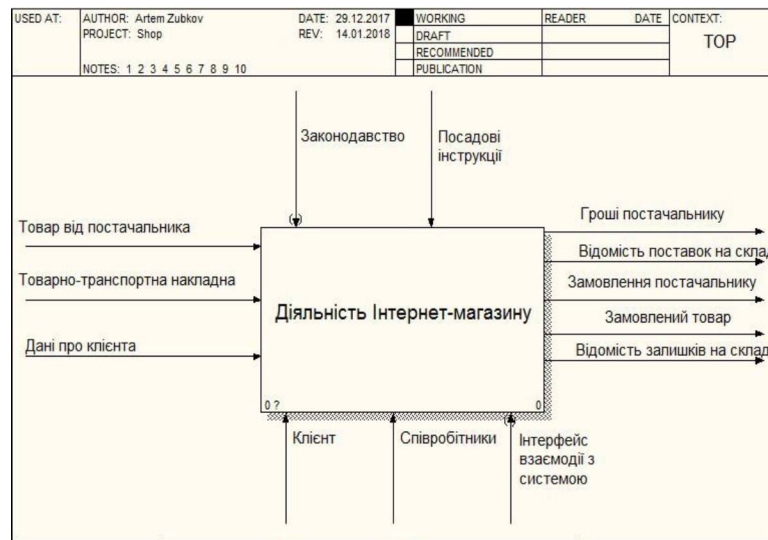 USED AT:
AUTHOR: Artem Zubkov
DATE: 29.12.2017
PROJECT: Shop
REV: 14.01.2018
NOTES: 1 2 3 4 5 6 7 8 9 10
WORKING
DRAFT
RECOMMENDED
PUBLICATION
READER DATE
CONTEXT:
TOP
Законодавство
Посадові
інструкції
Товар від постачальника
Товарно-транспортна накладна
Дані про клієнта
Діяльність Інтернет-магазину
0 ?
0
Гроші постачальнику
Відомість поставок на склад
Замовлення постачальнику
Замовлений товар
Відомість залишків на склад
Клієнт
Співробітники
Інтерфейс
взаємодії з
системою